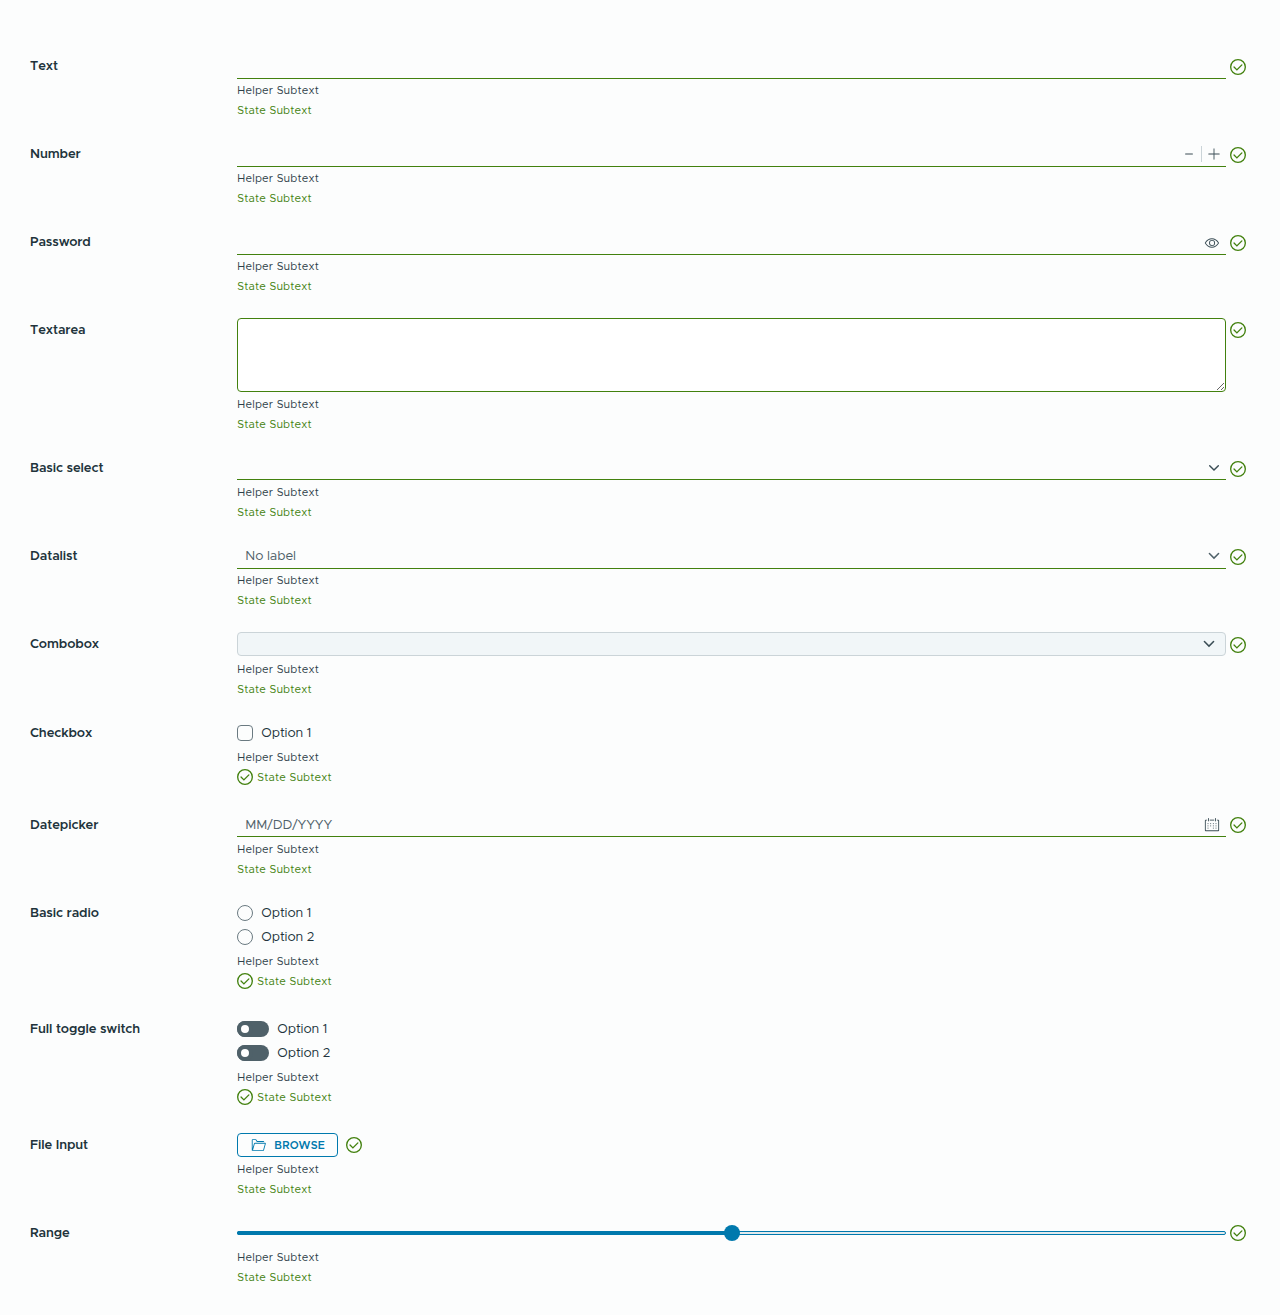 Text
Helper Subtext
State Subtext
Number
Helper Subtext
State Subtext
Password
Helper Subtext
State Subtext
Textarea
Helper Subtext
State Subtext
Basic select
Helper Subtext
State Subtext
Datalist
No label
Helper Subtext
State Subtext
Combobox
Helper Subtext
State Subtext
Checkbox
Option 1
Helper Subtext
State Subtext
Datepicker
MM/DD/YYYY
Helper Subtext
State Subtext
Basic radio
Option 1
Option 2
Helper Subtext
State Subtext
Full toggle switch
Option 1
Option 2
Helper Subtext
State Subtext
File Input
BROWSE
Helper Subtext
State Subtext
Range
Helper Subtext
State Subtext